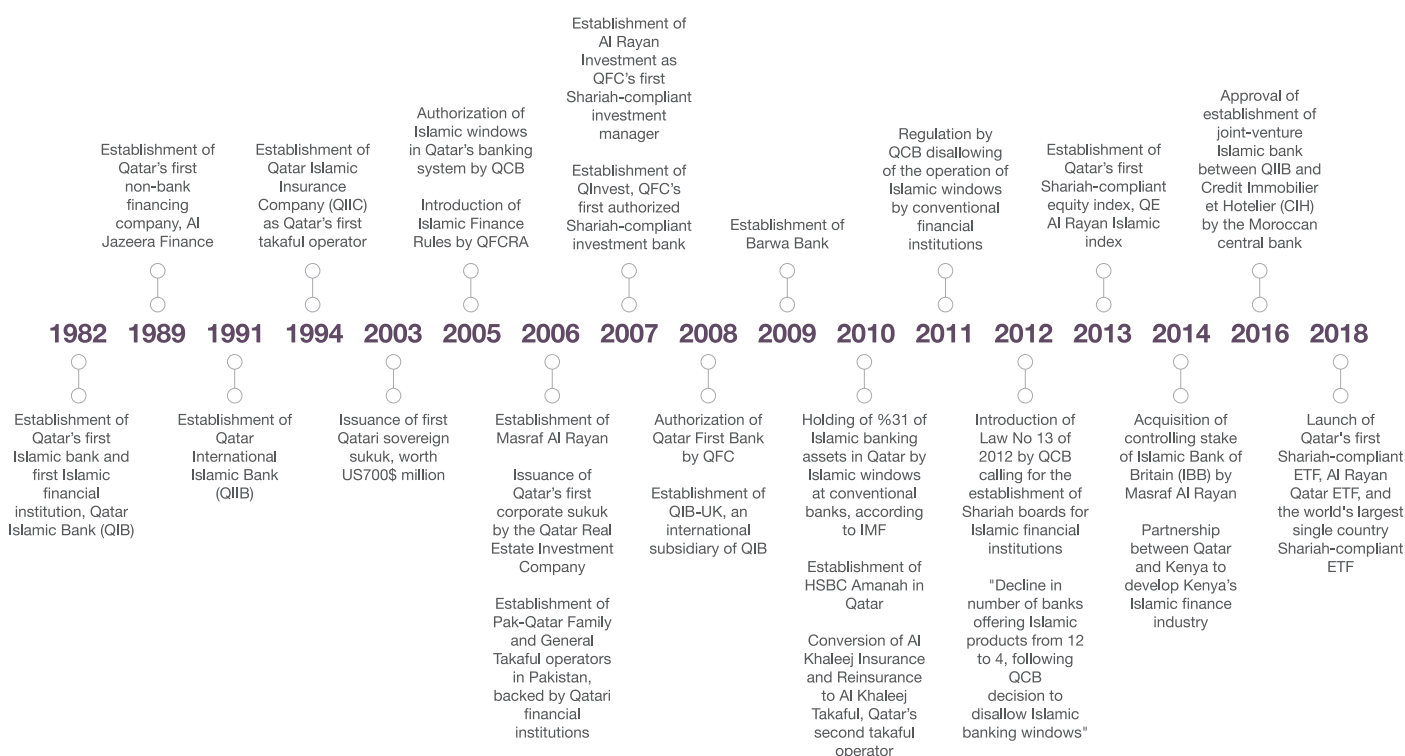 Establishment of
Qatar's first
non-bank
financing
company, Al
Jazeera Finance
Establishment of
Qatar Islamic
Insurance
Company (QIIC)
as Qatar's first
takaful operator
Authorization of
Islamic windows
in Qatar's banking
system by QCB
Introduction of
Islamic Finance
Rules by QFCRA
Establishment of
Al Rayan
Investment as
QFC's first
Shariah-compliant
investment
manager
Establishment of
QInvest, QFC's
first authorized
Shariah-compliant
investment bank
Establishment of
Barwa Bank
Regulation by
QCB disallowing
of the operation of
Islamic windows
by conventional
financial
institutions
Establishment of
Qatar's first
Shariah-compliant
equity index, QE
Al Rayan Islamic
index
Approval of
establishment of
joint-venture
Islamic bank
between QIIB and
Credit Immobilier
et Hotelier (CIH)
by the Moroccan
central bank
1982 1989 1991 1994 2003 2005 2006 2007 2008 2009 2010 2011 2012 2013 2014 2016 2018
Establishment of
Qatar's first
Islamic bank and
first Islamic
financial
institution, Qatar
Islamic Bank (QIB)
Establishment of
Qatar
International
Islamic Bank
(QIIB)
Issuance of first
Qatari sovereign
sukuk, worth
US700$ million
Establishment of
Masraf Al Rayan
Issuance of
Qatar's first
corporate sukuk
by the Qatar Real
Estate Investment
Company
Establishment of
Pak-Qatar Family
and General
Takaful operators
in Pakistan,
backed by Qatari
financial
institutions
Authorization of
Qatar First Bank
by QFC
Establishment of
QIB-UK, an
international
subsidiary of QIB
Holding of %31 of
Islamic banking
assets in Qatar by
Islamic windows
at conventional
banks, according
to IMF
Establishment of
HSBC Amanah in
Qatar
Conversion of Al
Khaleej Insurance
and Reinsurance
to Al Khaleej
Takaful, Qatar's
second takaful
operator
Introduction of
Law No 13 of
2012 by QCB
calling for the
establishment of
Shariah boards for
Islamic financial
institutions
"Decline in
number of banks
offering Islamic
products from 12
to 4, following
QCB
decision to
disallow Islamic
banking windows"
Acquisition of
controlling stake
of Islamic Bank of
Britain (IBB) by
Masraf Al Rayan
Partnership
between Qatar
and Kenya to
develop Kenya's
Islamic finance
industry
Launch of
Qatar's first
Shariah-compliant
ETF, Al Rayan
Qatar ETF, and
the world's largest
single country
Shariah-compliant
ETF